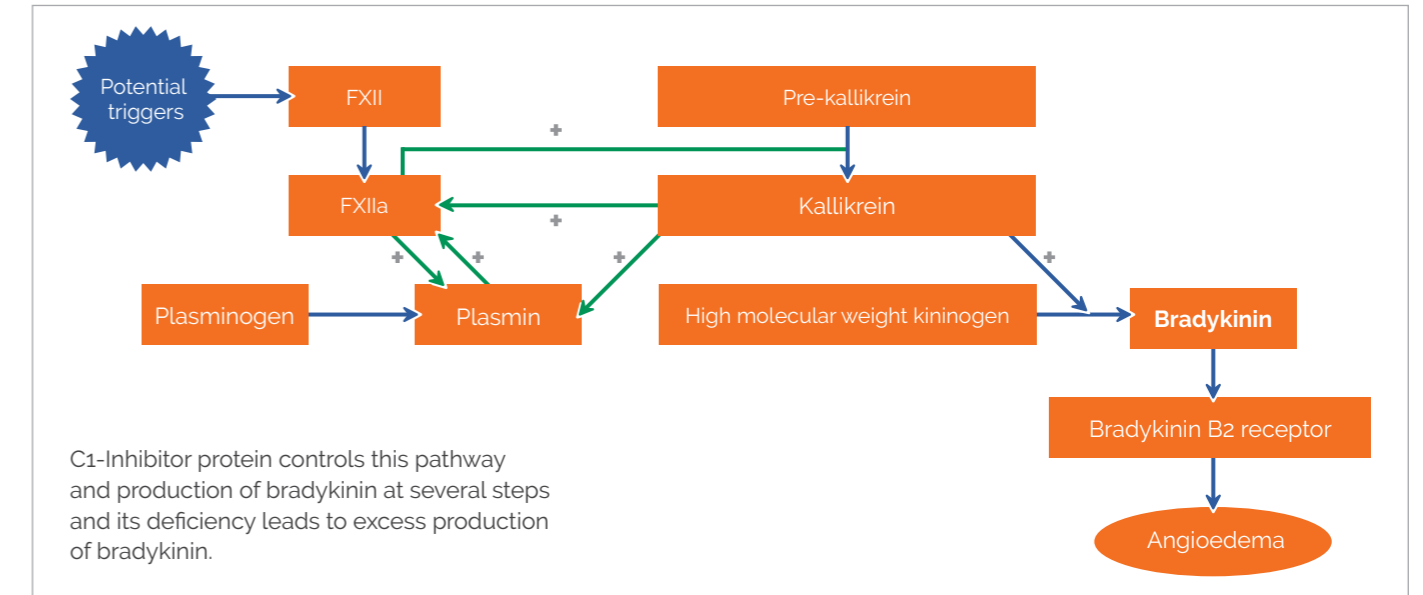 Potential
triggers
FXII
Pre-kallikrein
+
FXIIa
Kallikrein
+
+
+
+
+
Plasminogen
Plasmin
High molecular weight kininogen
Bradykinin
Bradykinin B2 receptor
C1-Inhibitor protein controls this pathway
and production of bradykinin at several steps
and its deficiency leads to excess production
of bradykinin.
Angioedema